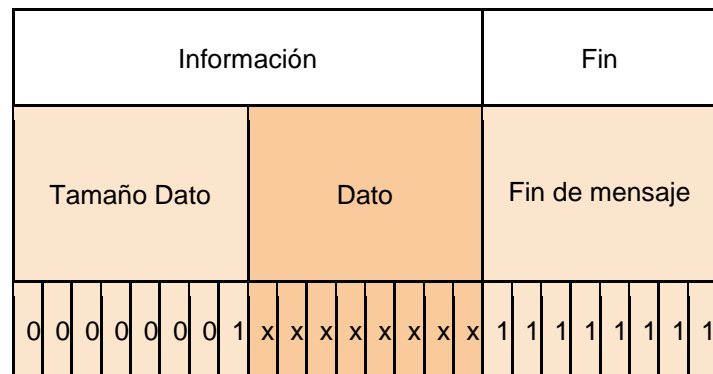 Información Fin
Tamaño Dato Dato Fin de mensaje
0 0 0 0 0 0 0 1 x x x x x x x x 1 1 1 1 1 1 1 1